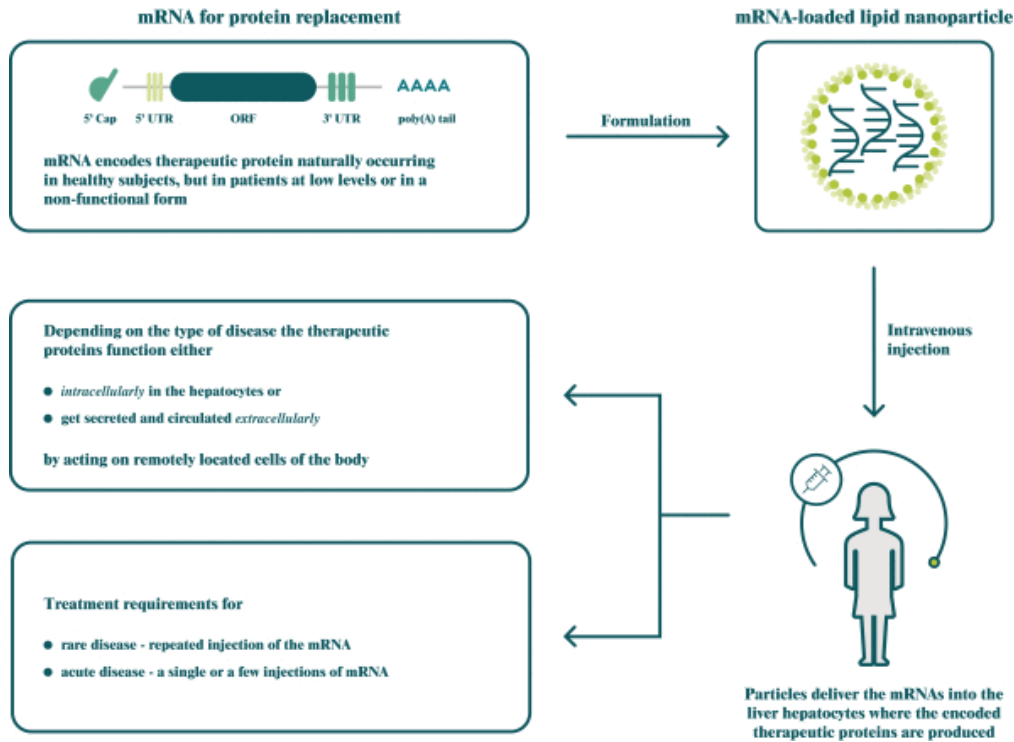 mRNA for protein replacement
5' Cap 5' UTR ORF 3' UTR poly(A) tail
AAAA
mRNA encodes therapeutic protein naturally occurring
in healthy subjects, but in patients at low levels or in a
non-functional form
Formulation
mRNA-loaded lipid nanoparticle
Intravenous
injection
Particles deliver the mRNAs into the
liver hepatocytes where the encoded
therapeutic proteins are produced
Depending on the type of disease the therapeutic
proteins function either
● intracellularly in the hepatocytes or
● get secreted and circulated extracellularly
by acting on remotely located cells of the body
Treatment requirements for
● rare disease - repeated injection of the mRNA
● acute disease - a single or a few injections of mRNA